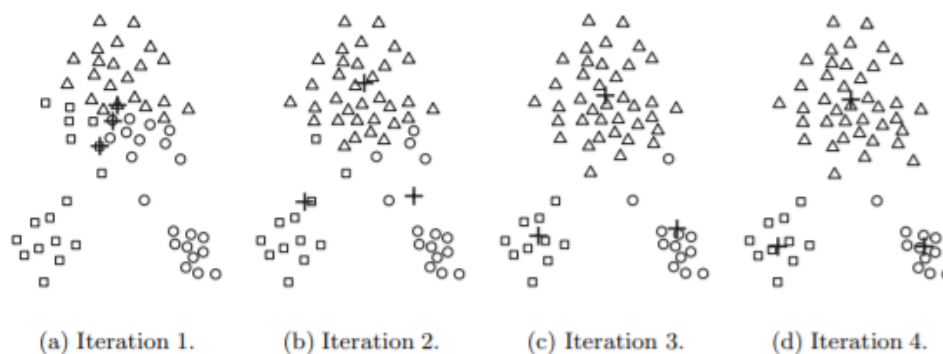 (a) Iteration 1.
(b) Iteration 2.
(c) Iteration 3.
(d) Iteration 4.